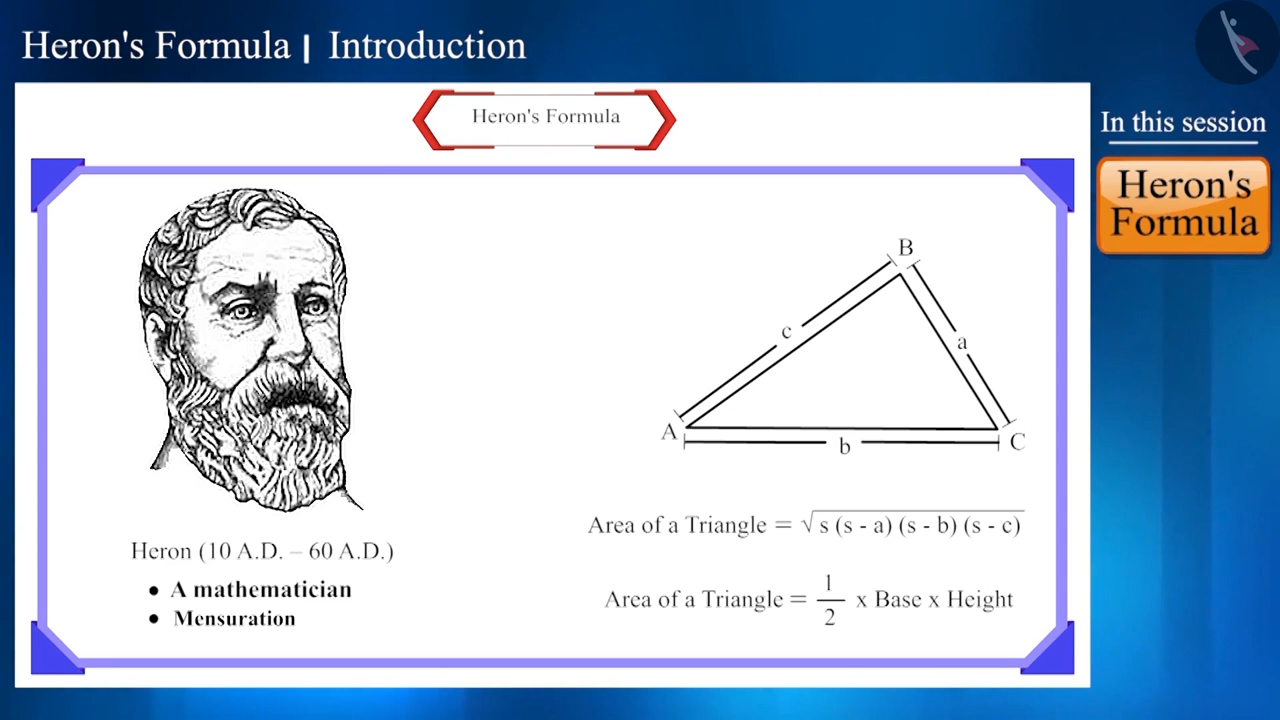 Heron's Formula | Introduction
Heron's Formula
In this session
Heron's
Formula
B
c
a
A
b
C
Area of a Triangle = √s (s - a) (s - b) (s - c)
Heron (10 A.D. – 60 A.D.)
• A mathematician
• Mensuration
Area of a Triangle = 1/2 x Base x Height